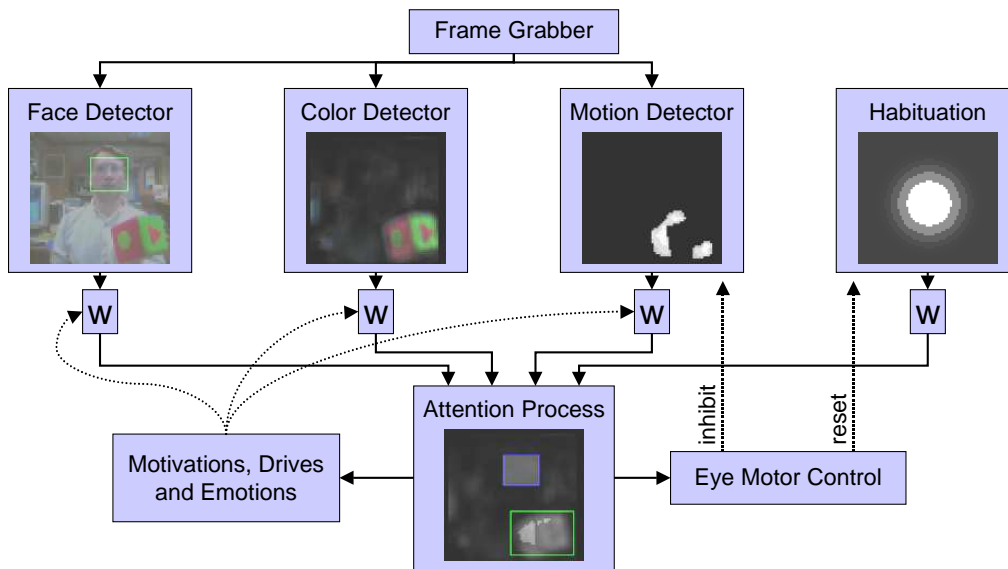 Frame Grabber
Face Detector
Color Detector
Motion Detector
Habituation
W
W
W
W
inhibit
reset
Attention Process
Motivations, Drives
and Emotions
Eye Motor Control